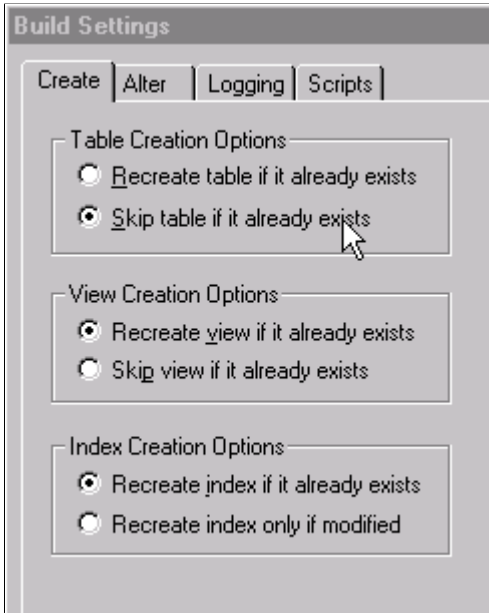 Build Settings
Create Alter Logging Scripts
Table Creation Options
Recreate table if it already exists
Skip table if it already exists
View Creation Options
Recreate view if it already exists
Skip view if it already exists
Index Creation Options
Recreate index if it already exists
Recreate index only if modified